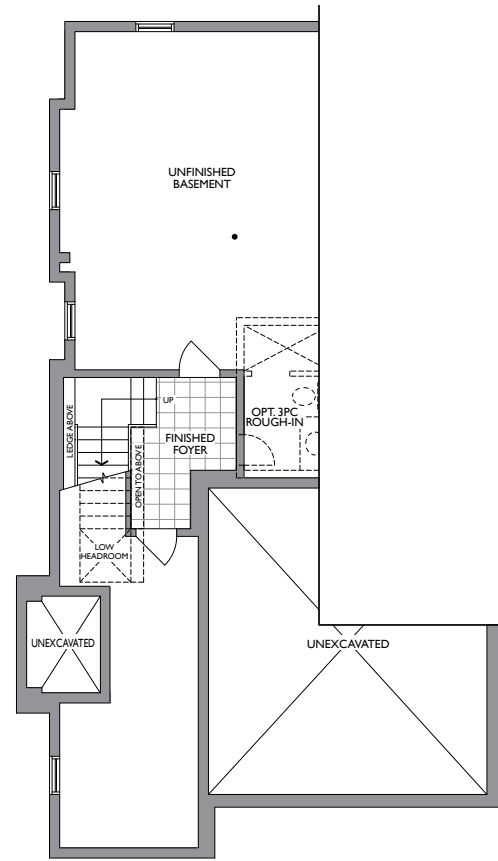 UNFINISHED
BASEMENT
LEDGE ABOVE
UP
OPEN TO ABOVE
FINISHED
FOYER
OPT. 3PC
ROUGH-IN
LOW
HEADROOM
UNEXCAVATED
UNEXCAVATED